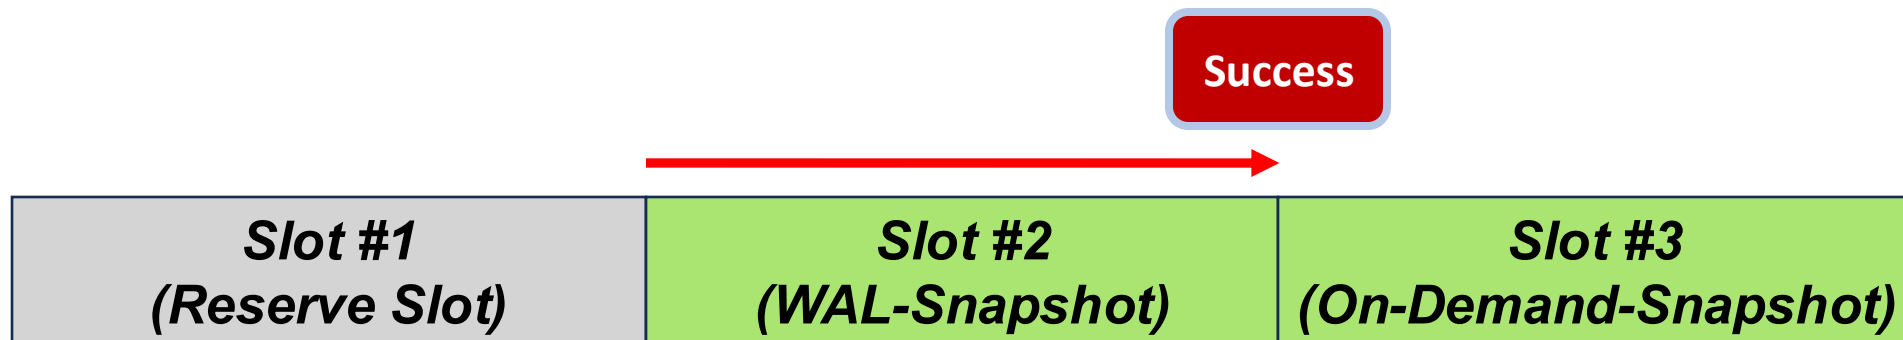 Success
Slot #1
(Reserve Slot)
Slot #2
(WAL-Snapshot)
Slot #3
(On-Demand-Snapshot)